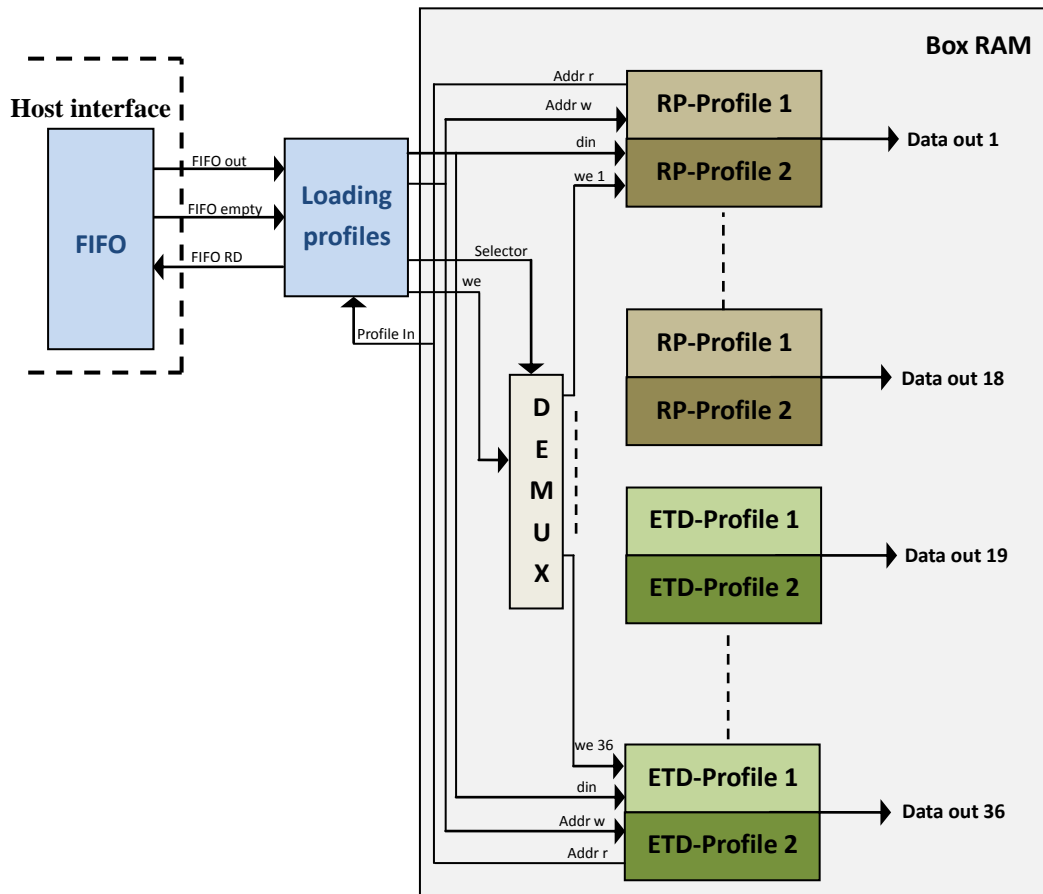 Box RAM
Host interface
FIFO
FIFO out
FIFO empty
FIFO RD
Loading
profiles
Profile In
Selector
we
Addr r
Addr w
din
we 1
RP-Profile 1
RP-Profile 2
Data out 1
RP-Profile 1
RP-Profile 2
Data out 18
D
E
M
U
X
ETD-Profile 1
ETD-Profile 2
Data out 19
we 36
din
Addr w
Addr r
ETD-Profile 1
ETD-Profile 2
Data out 36